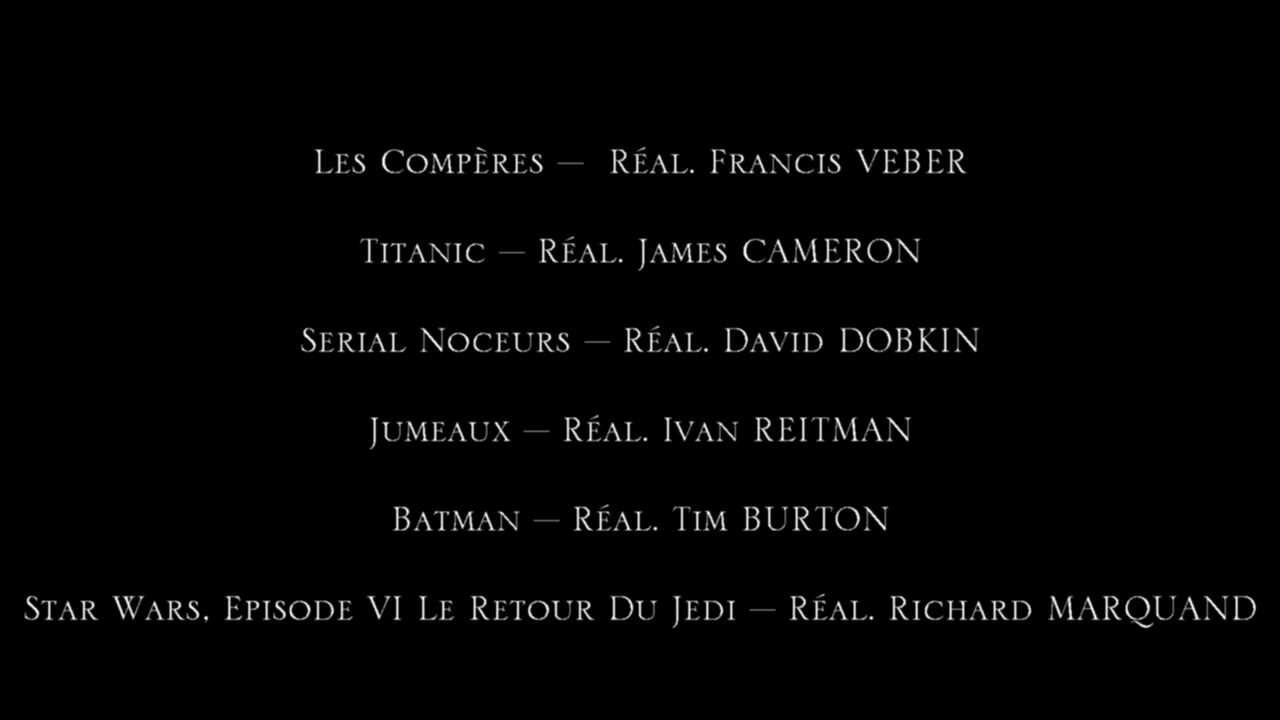 Les Compères — Réal. Francis VEBER
Titanic — Réal. James CAMERON
Serial Noceurs — Réal. David DOBKIN
Jumeaux — Réal. Ivan REITMAN
Batman — Réal. Tim BURTON
Star Wars, Episode VI Le Retour Du Jedi — Réal. Richard MARQUAND